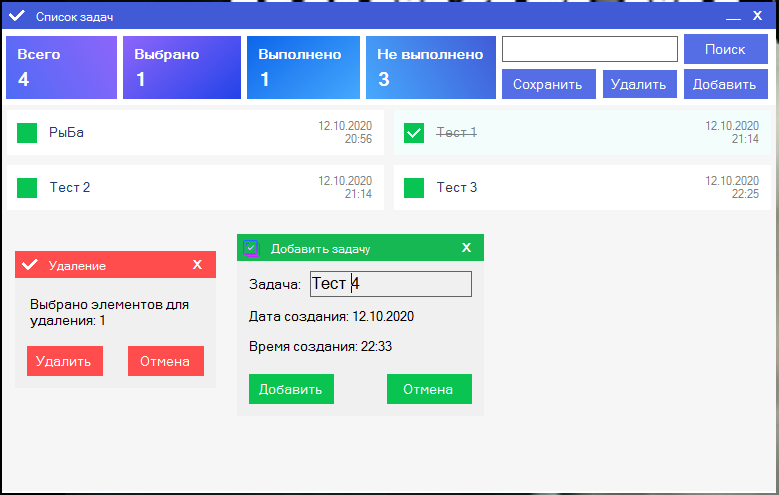 Список задач
X
Всего
4
Выбрано
1
Выполнено
1
Не выполнено
3
Поиск
Сохранить
Удалить
Добавить
РыБа
12.10.2020
20:56
Тест 1
12.10.2020
21:14
Тест 2
12.10.2020
21:14
Тест 3
12.10.2020
22:25
Удаление
X
Выбрано элементов для
удаления: 1
Удалить
Отмена
Добавить задачу
X
Задача: Тест 4
Дата создания: 12.10.2020
Время создания: 22:33
Добавить
Отмена